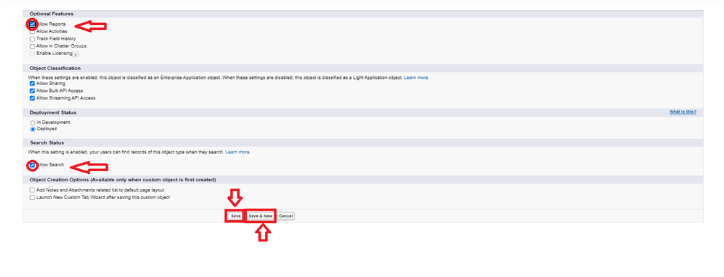 Optional Features
Allow Reports
Allow Activities
Track Field History
Allow in Chatter Groups
Enable Licensing i
Object Classification
When these settings are enabled, this object is classified as an Enterprise Application object. When these settings are disabled, this object is classified as a Light Application object. Learn more.
Allow Sharing
Allow Bulk API Access
Allow Streaming API Access
Deployment Status What is this?
In Development
Deployed
Search Status
When this setting is enabled, your users can find records of this object type when they search. Learn more.
Allow Search
Object Creation Options (Available only when custom object is first created)
Add Notes and Attachments related list to default page layout
Launch New Custom Tab Wizard after saving this custom object
Save Save & New Cancel